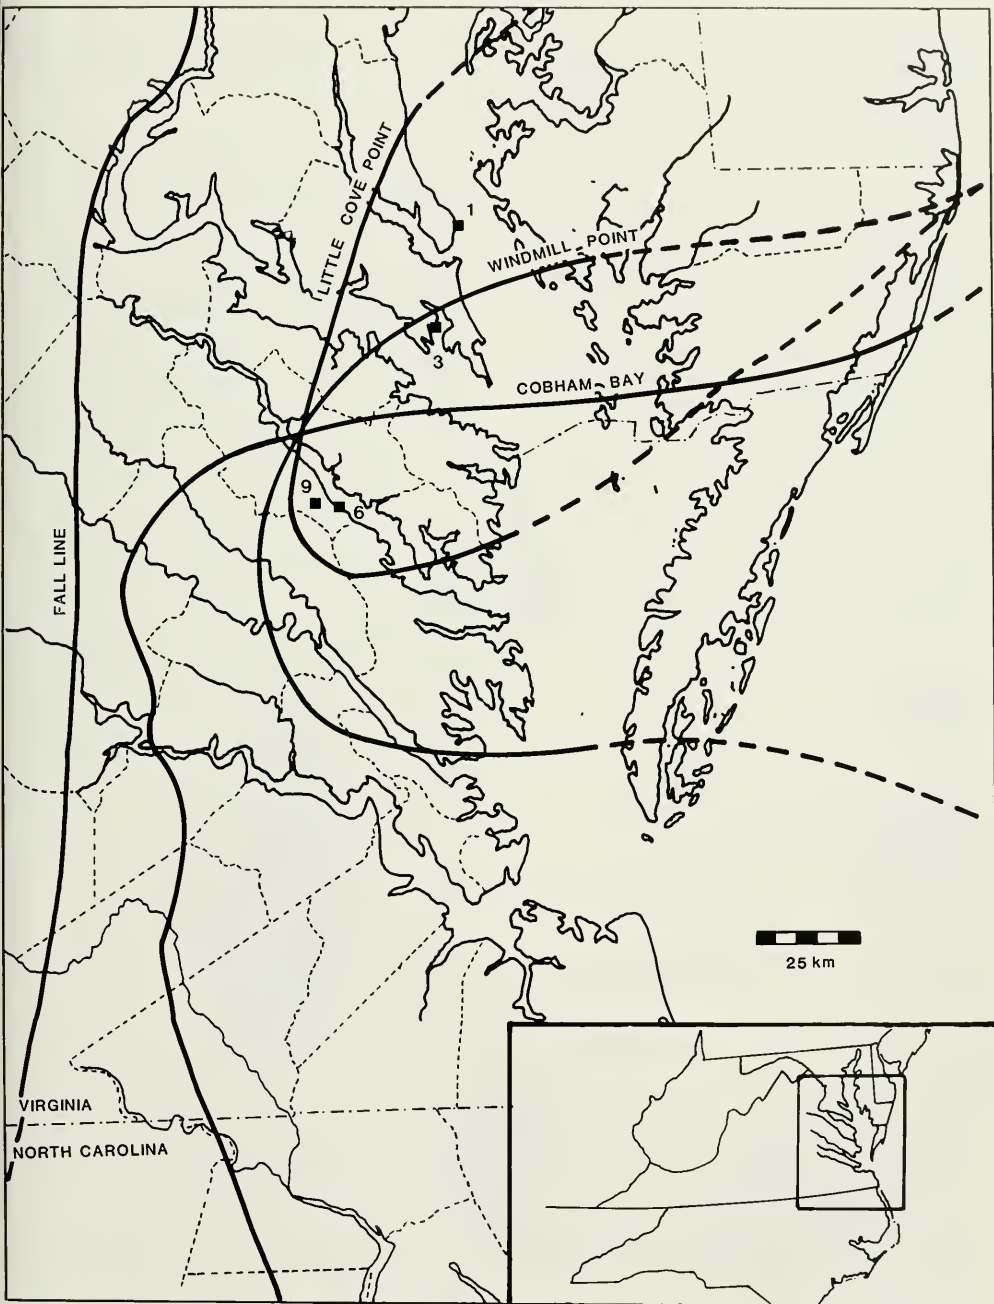 LITTLE COVE POINT
1
WINDMILL POINT
3
COBHAM BAY
9
6
FALL LINE
25 km
VIRGINIA
NORTH CAROLINA